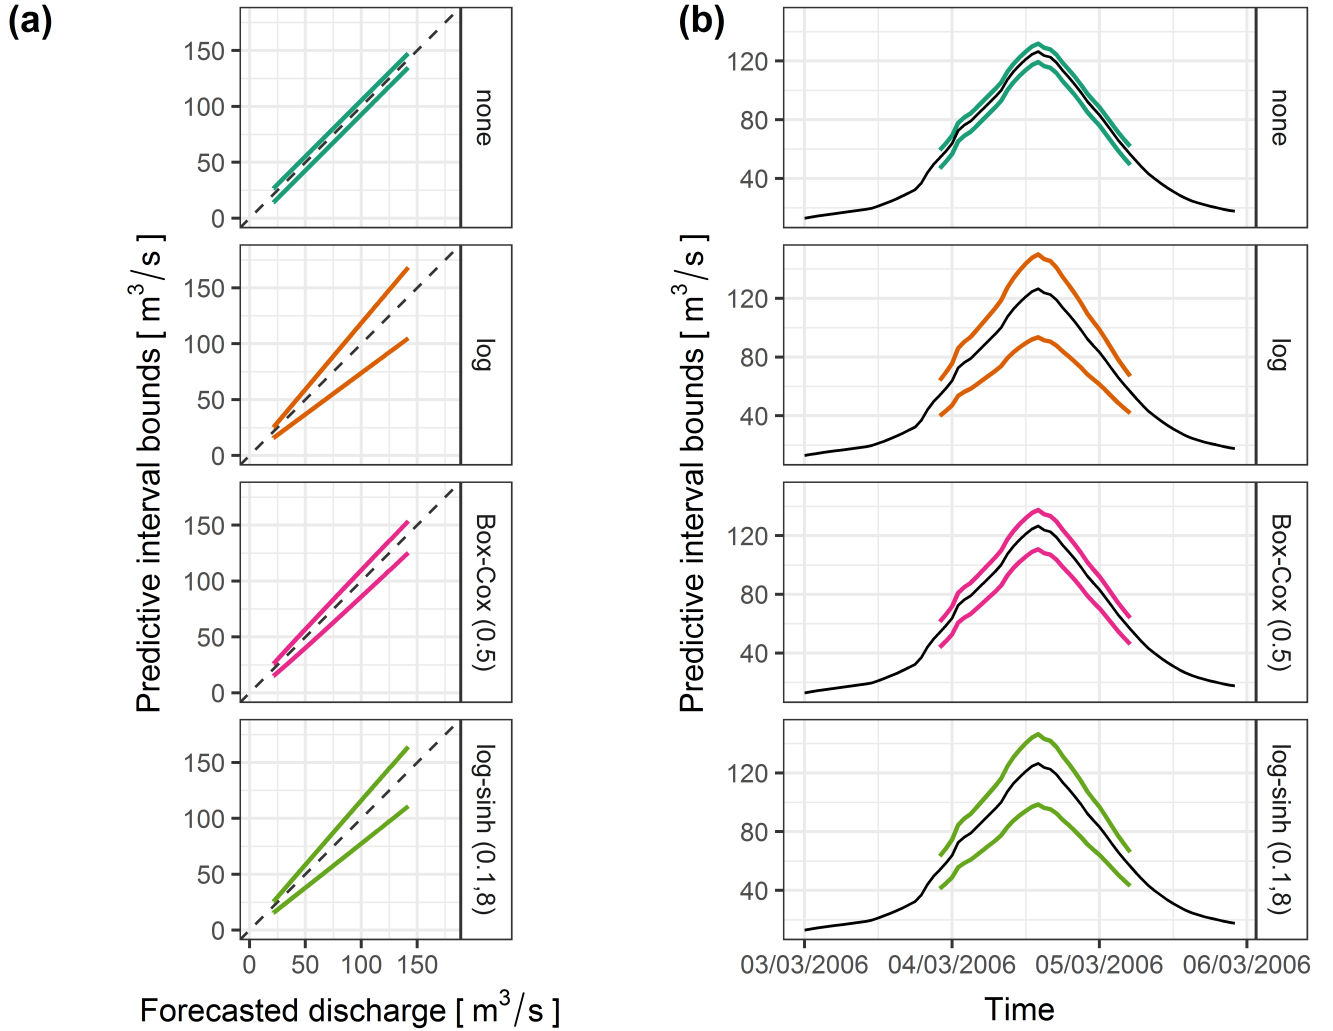 (a)
150
100
50
0
none
150
100
50
0
log
150
100
50
0
Box-Cox (0.5)
150
100
50
0
log-sinh (0.1,8)
0 50 100 150
Forecasted discharge [ m³/s ]
Predictive interval bounds [ m³/s ]
(b)
120
80
40
none
120
80
40
log
120
80
40
Box-Cox (0.5)
120
80
40
log-sinh (0.1,8)
03/03/2006 04/03/2006 05/03/2006 06/03/2006
Time
Predictive interval bounds [ m³/s ]